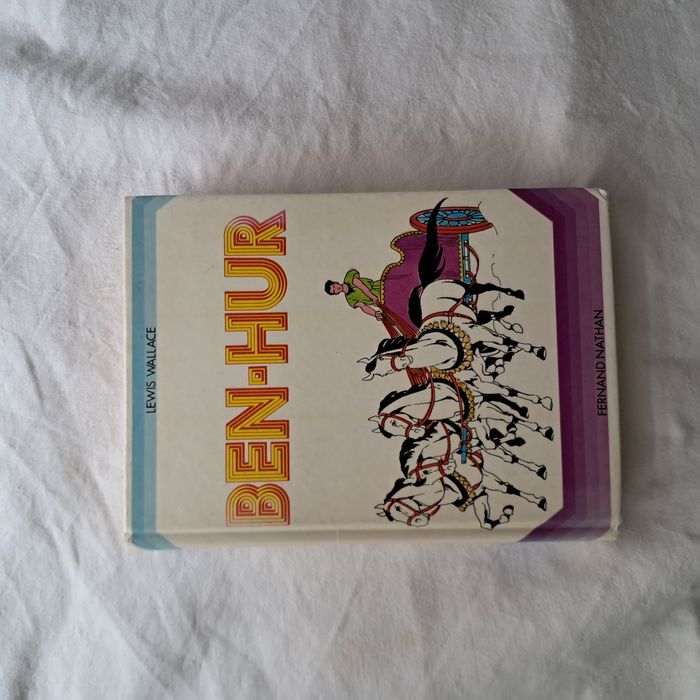 LEWIS WALLACE
BEN-HUR
FERNAND NATHAN